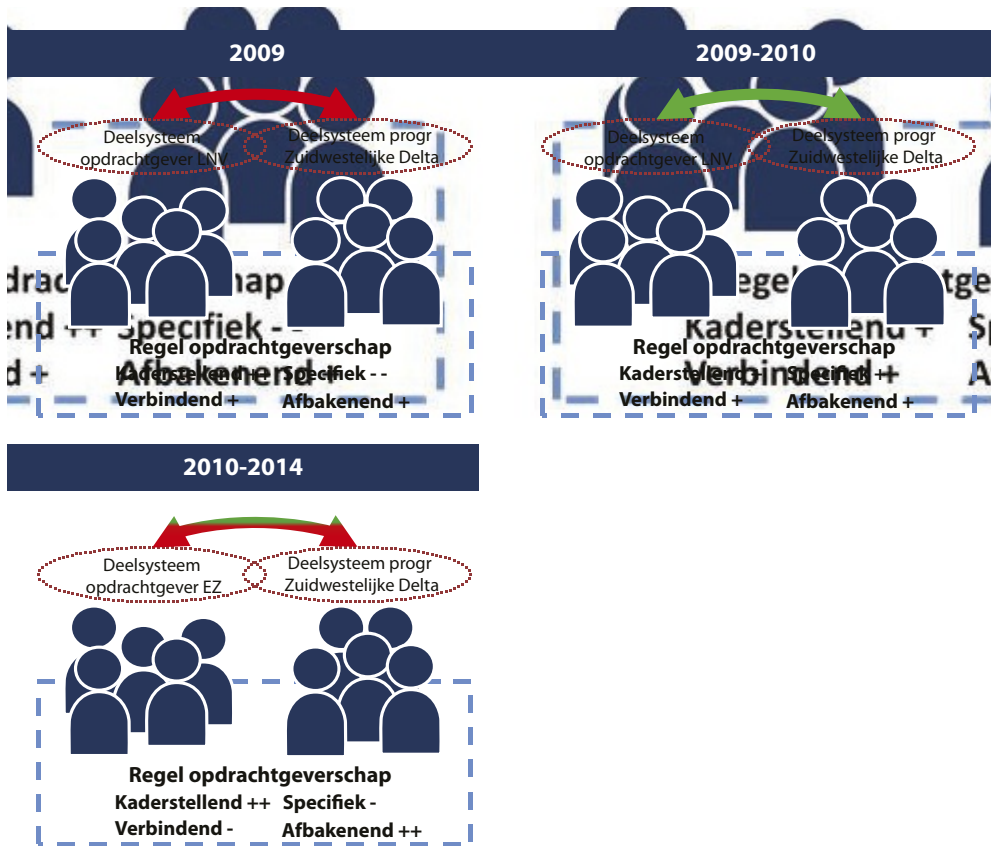 2009
Deelsysteem
opdrachtgever LNV
Deelsysteem progr
Zuidwestelijke Delta
Regel opdrachtgeverschap
Kaderstellend ++ Specifiek - -
Verbindend + Afbakenend +
2009-2010
Deelsysteem
opdrachtgever LNV
Deelsysteem progr
Zuidwestelijke Delta
Regel opdrachtgeverschap
Kaderstellend + Specifiek +
Verbindend + Afbakenend +
2010-2014
Deelsysteem
opdrachtgever EZ
Deelsysteem progr
Zuidwestelijke Delta
Regel opdrachtgeverschap
Kaderstellend ++ Specifiek -
Verbindend - Afbakenend ++